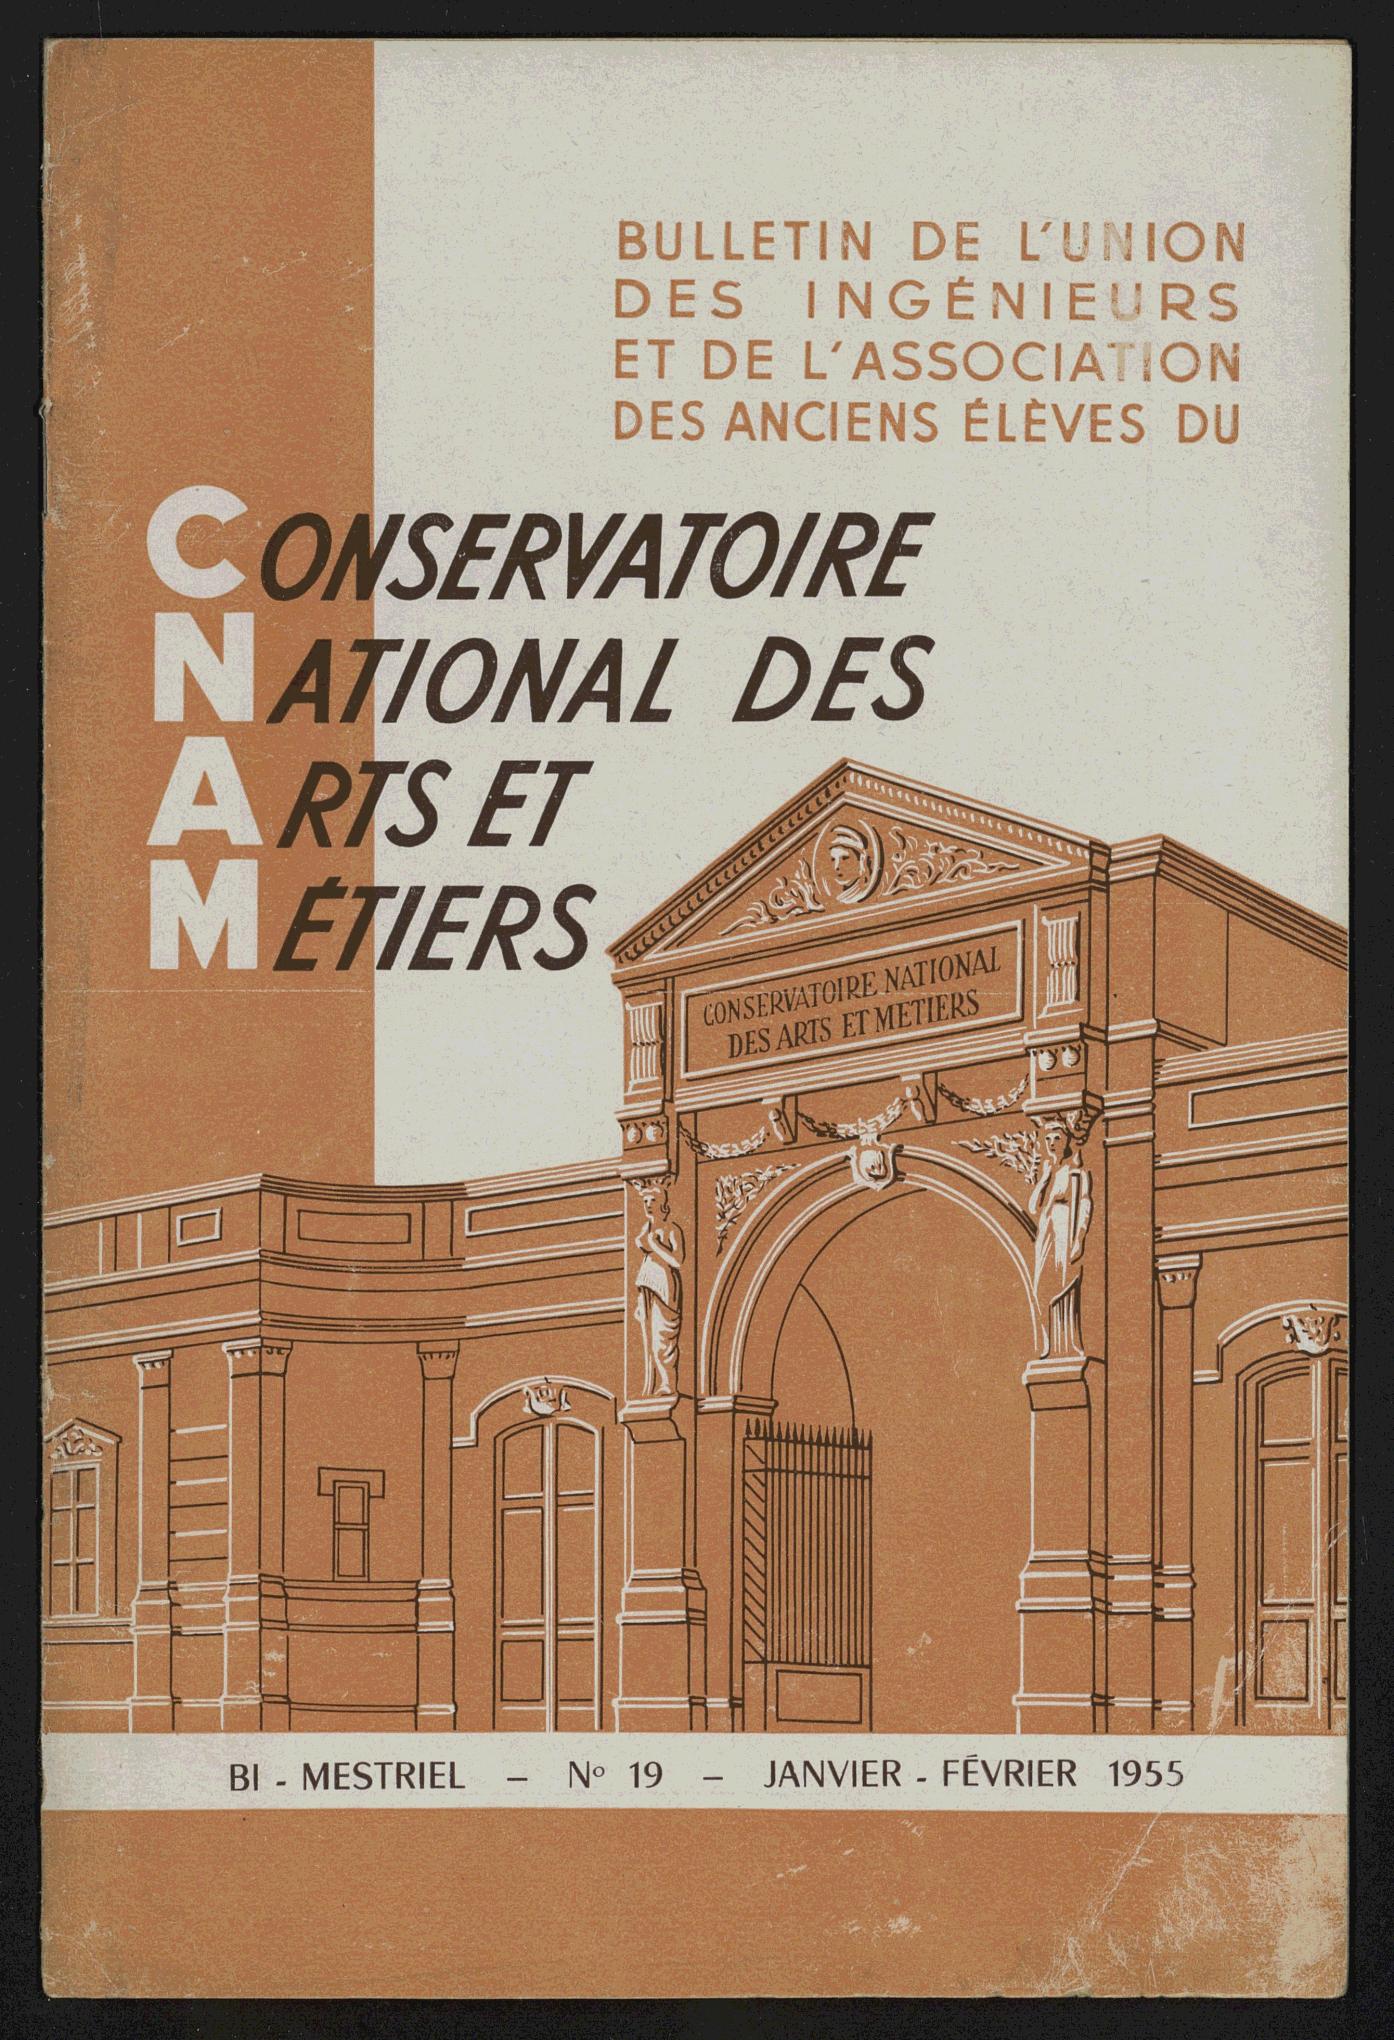 BULLETIN DE L'UNION
DES INGÉNIEURS
ET DE L'ASSOCIATION
DES ANCIENS ÉLÈVES DU
CONSERVATOIRE
NATIONAL DES
ARTS ET
MÉTIERS
CONSERVATOIRE NATIONAL
DES ARTS ET METIERS
BI - MESTRIEL — Nº 19 — JANVIER - FÉVRIER 1955